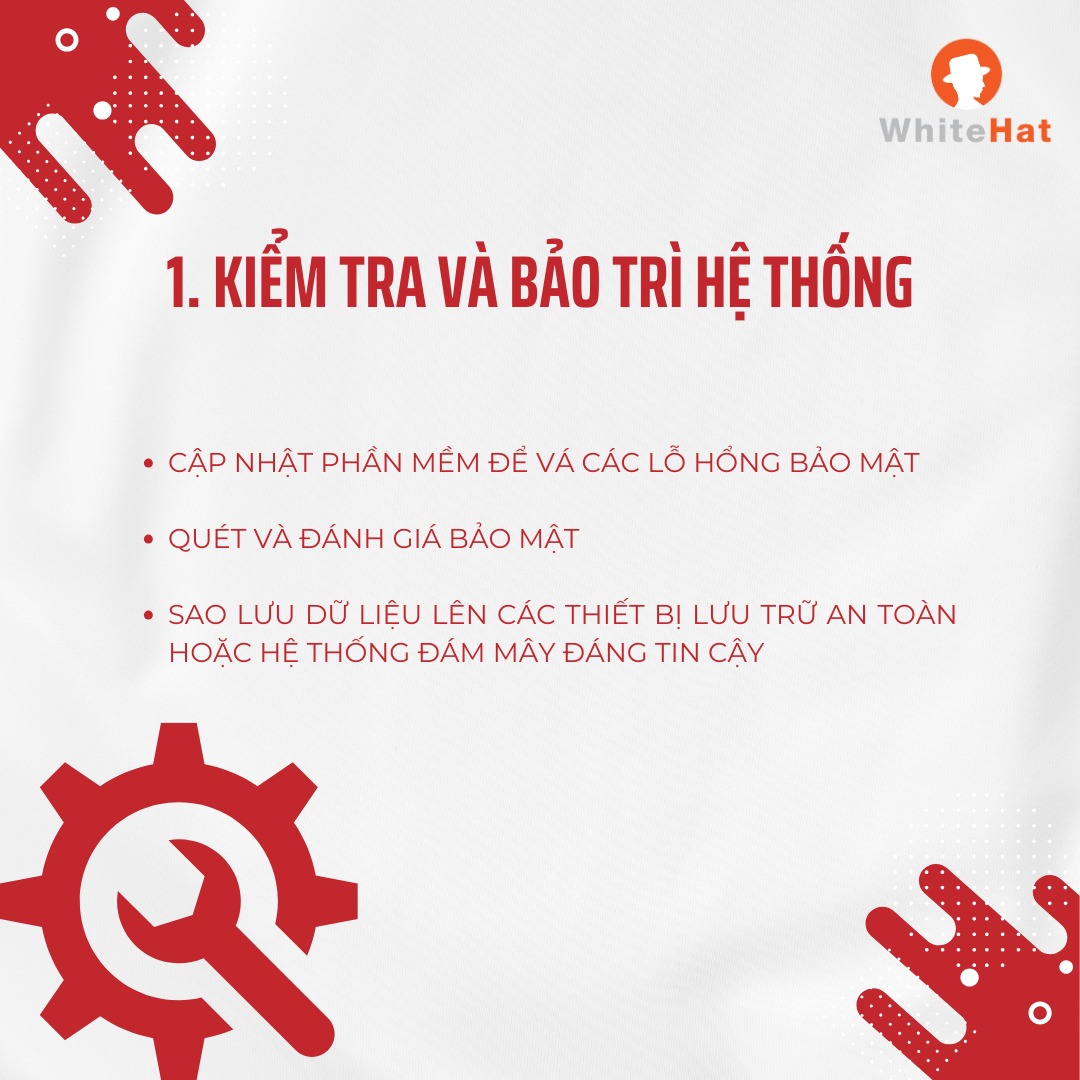 WhiteHat
1. KIỂM TRA VÀ BẢO TRÌ HỆ THỐNG
• CẬP NHẬT PHẦN MỀM ĐỂ VÁ CÁC LỖ HỔNG BẢO MẬT
• QUÉT VÀ ĐÁNH GIÁ BẢO MẬT
• SAO LƯU DỮ LIỆU LÊN CÁC THIẾT BỊ LƯU TRỮ AN TOÀN
HOẶC HỆ THỐNG ĐÁM MÂY ĐÁNG TIN CẬY